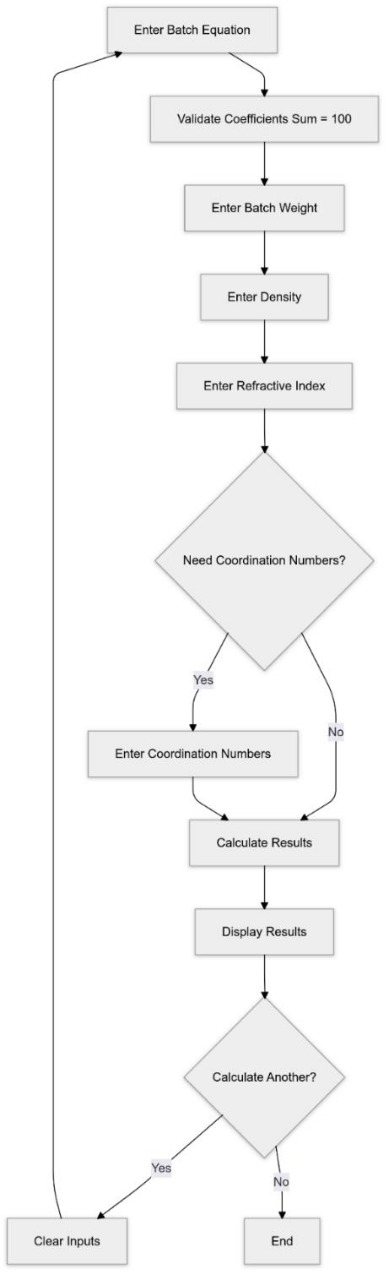 Enter Batch Equation
Validate Coefficients Sum = 100
Enter Batch Weight
Enter Density
Enter Refractive Index
Need Coordination Numbers?
Yes
No
Enter Coordination Numbers
Calculate Results
Display Results
Calculate Another?
Yes
No
Clear Inputs
End